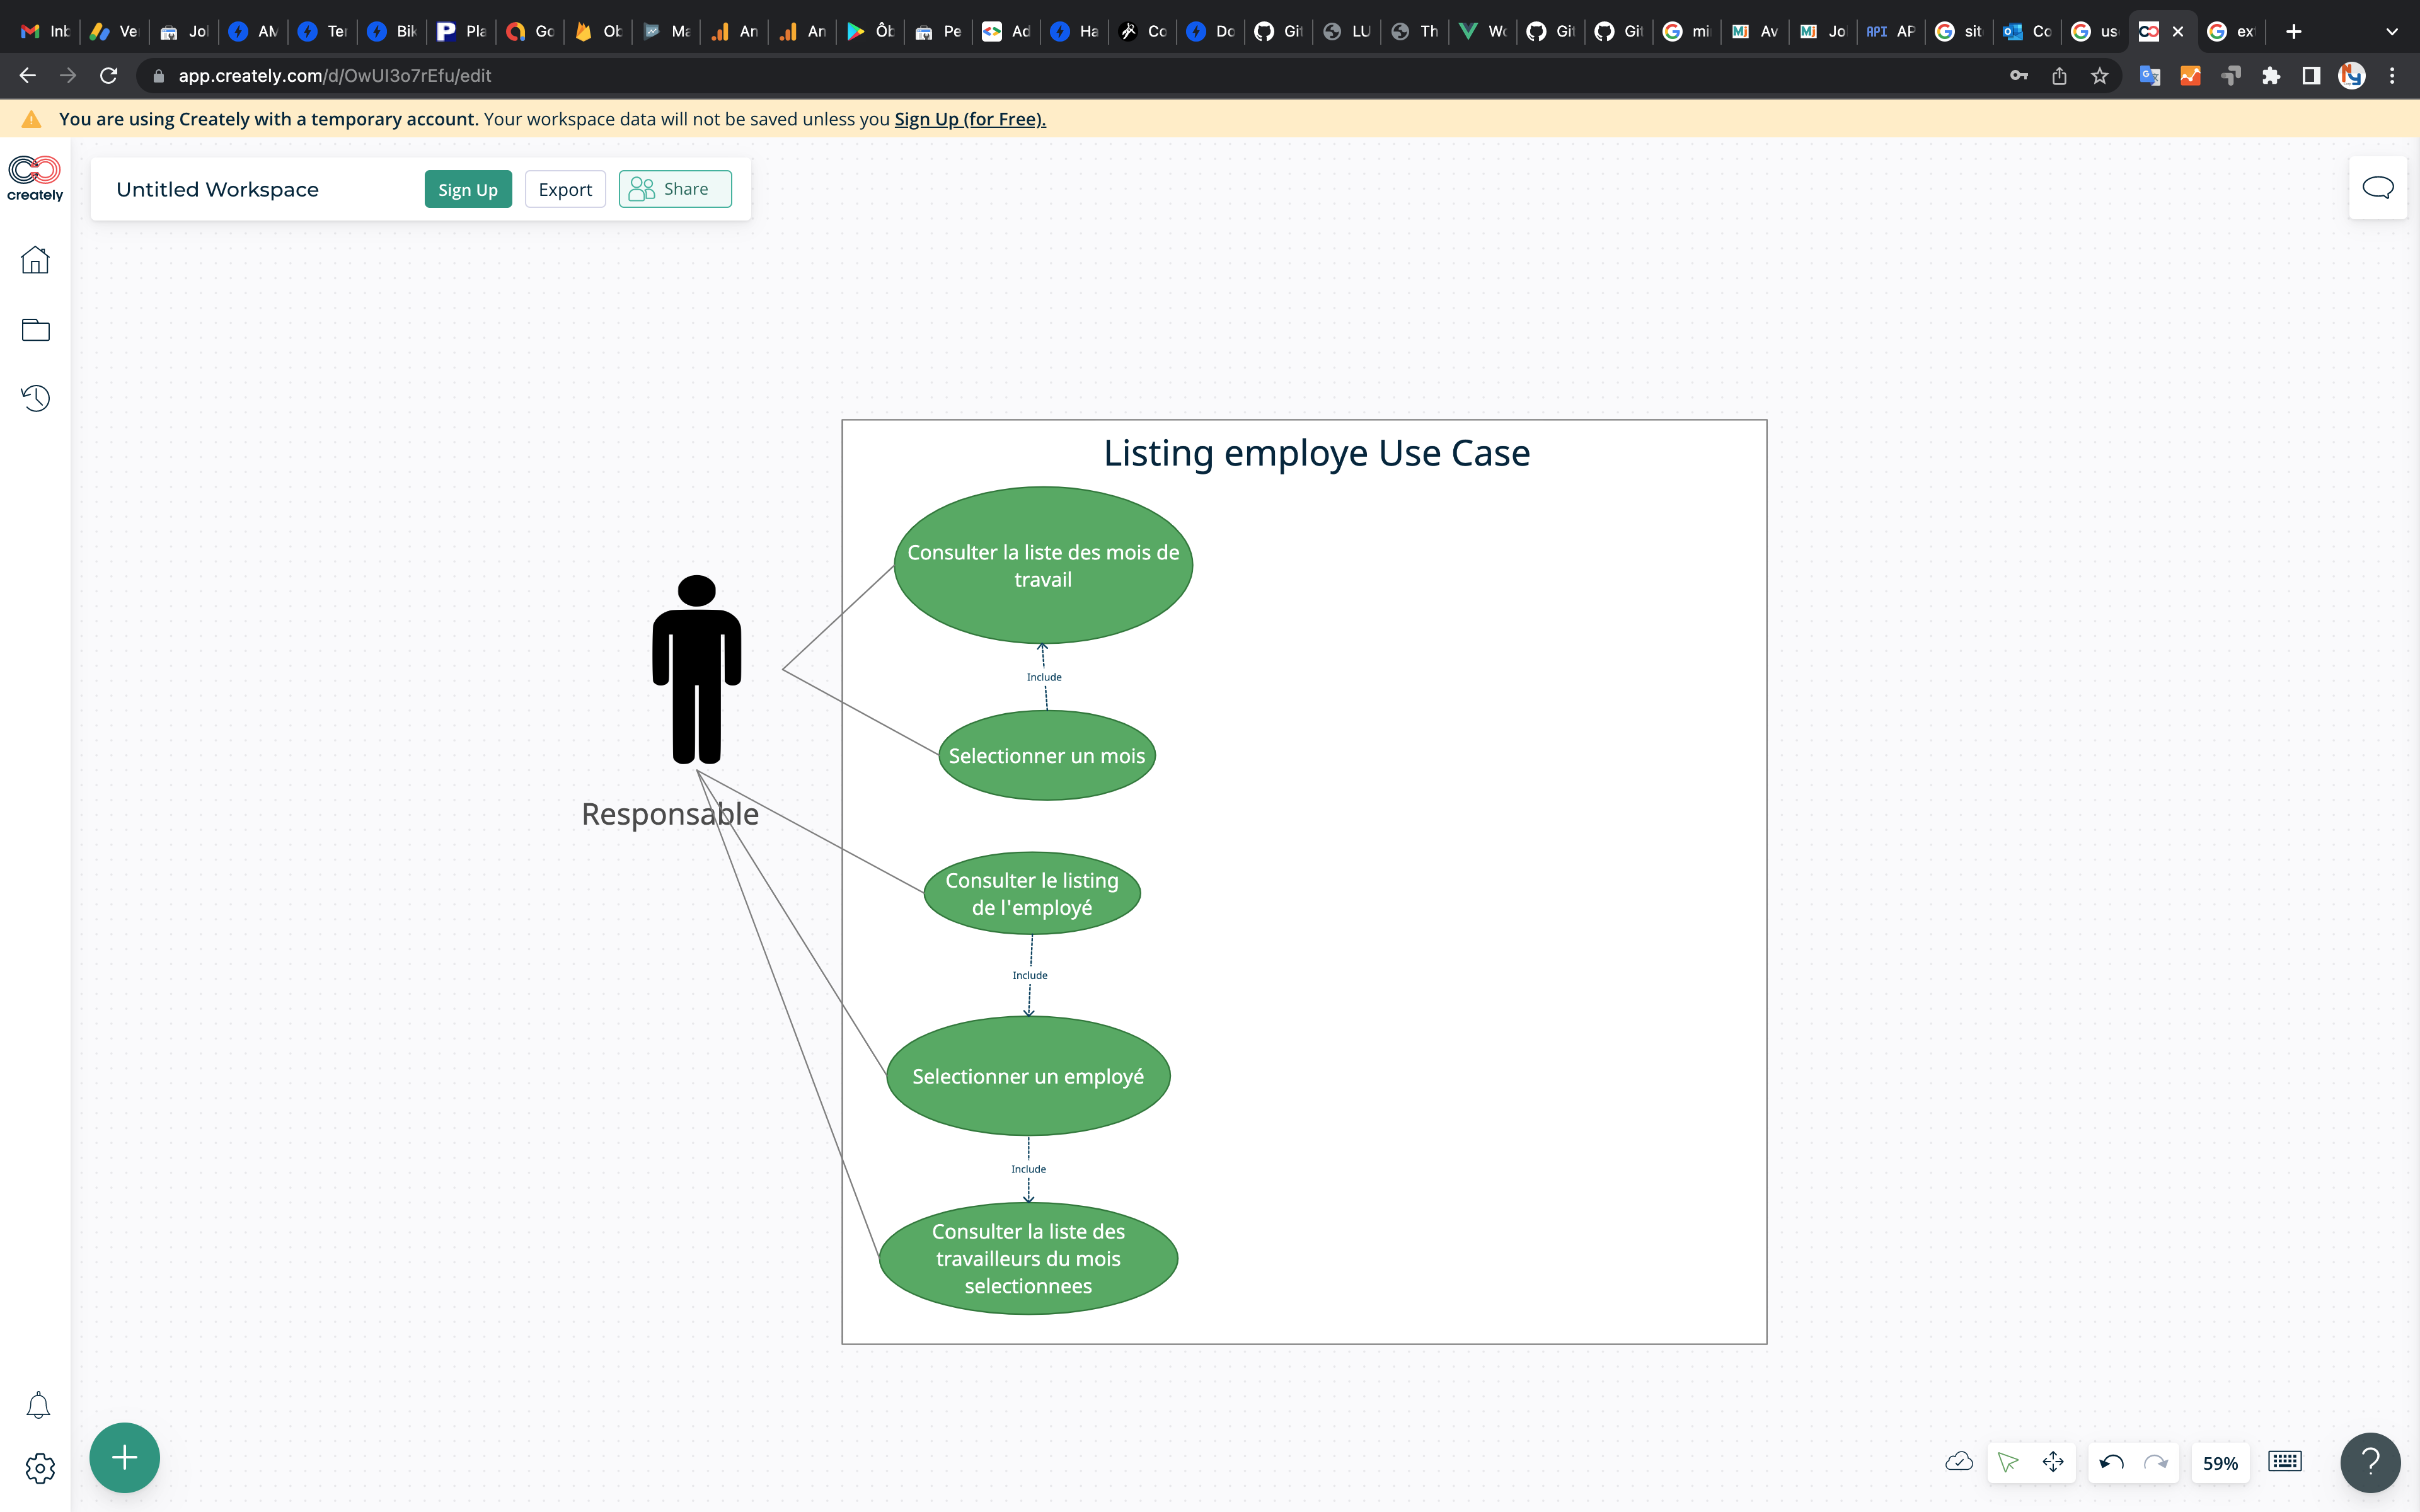 Inb Ve Jol AM Ter Bik Pla Go Ob Ma An An Ôb Pe Ad Ha Co Do Git LU Th Wo Git Git mi Av Jo API AP sit Co us ex
app.creately.com/d/OwUI3o7rEfu/edit
You are using Creately with a temporary account. Your workspace data will not be saved unless you Sign Up (for Free).
creately
Untitled Workspace Sign Up Export Share
Listing employe Use Case
Consulter la liste des mois de
travail
Include
Selectionner un mois
Responsable
Consulter le listing
de l'employé
Include
Selectionner un employé
Include
Consulter la liste des
travailleurs du mois
selectionnees
59% ?